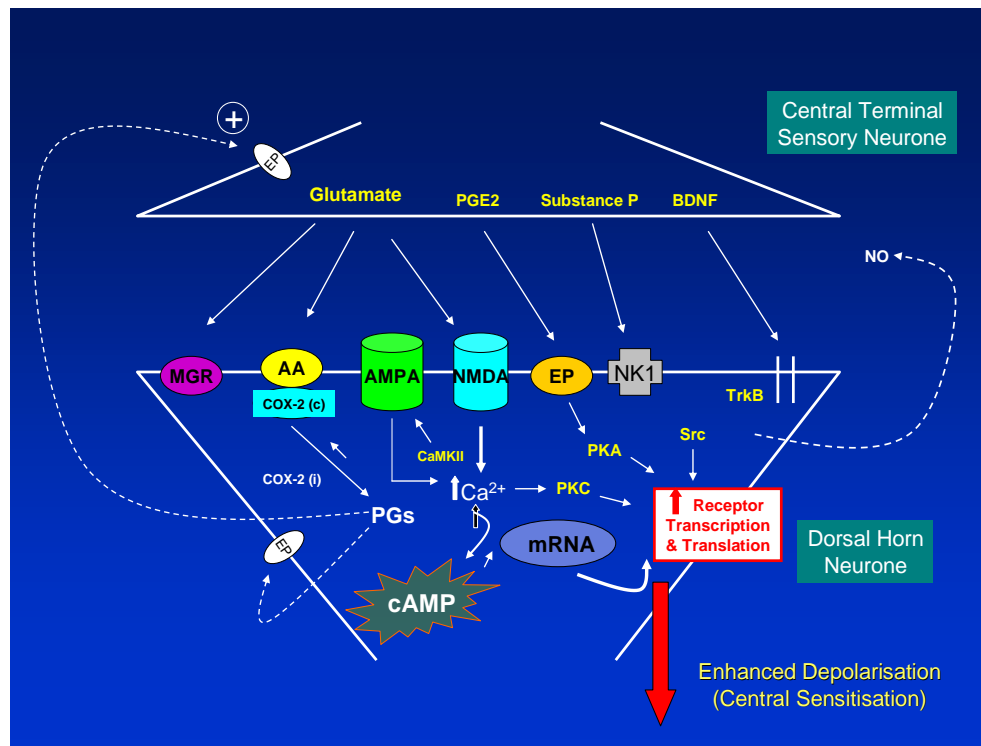 +
Central Terminal
Sensory Neurone
EP
Glutamate
PGE2
Substance P
BDNF
NO
MGR
AA
AMPA
NMDA
EP
NK1
COX-2 (c)
TrkB
CaMKII
PKA
Src
COX-2 (i)
Ca²⁺
PKC
PGs
Receptor
Transcription
& Translation
EP
mRNA
Dorsal Horn
Neurone
cAMP
Enhanced Depolarisation
(Central Sensitisation)